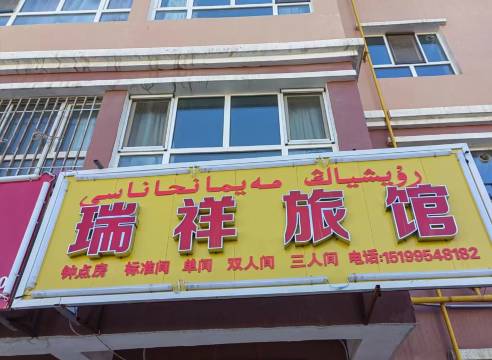 رۇيشياڭ مەيمانخاناسى
瑞祥旅馆
钟点房 标准间 单间 双人间 三人间 电话:15199548182